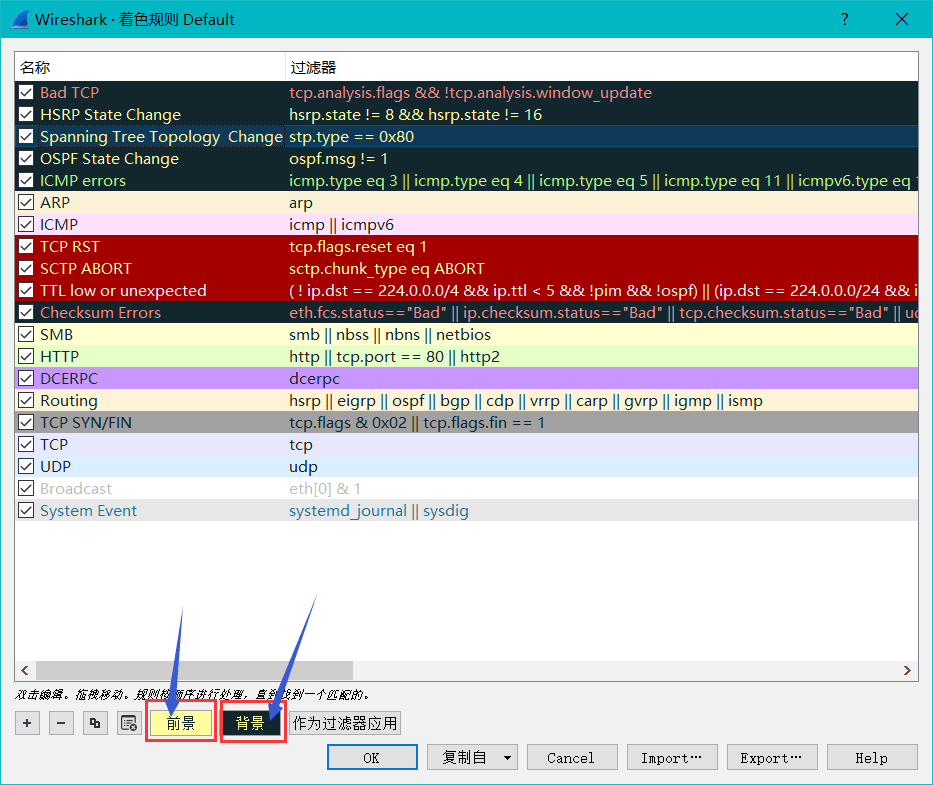 Wireshark · 着色规则 Default
名称 过滤器
Bad TCP tcp.analysis.flags && !tcp.analysis.window_update
HSRP State Change hsrp.state != 8 && hsrp.state != 16
Spanning Tree Topology  Change stp.type == 0x80
OSPF State Change ospf.msg != 1
ICMP errors icmp.type eq 3 || icmp.type eq 4 || icmp.type eq 5 || icmp.type eq 11 || icmpv6.type eq
ARP arp
ICMP icmp || icmpv6
TCP RST tcp.flags.reset eq 1
SCTP ABORT sctp.chunk_type eq ABORT
TTL low or unexpected ( ! ip.dst == 224.0.0.0/4 && ip.ttl < 5 && !pim && !ospf) || (ip.dst == 224.0.0.0/24 && i
Checksum Errors eth.fcs.status=="Bad" || ip.checksum.status=="Bad" || tcp.checksum.status=="Bad" || ud
SMB smb || nbss || nbns || netbios
HTTP http || tcp.port == 80 || http2
DCERPC dcerpc
Routing hsrp || eigrp || ospf || bgp || cdp || vrrp || carp || gvrp || igmp || ismp
TCP SYN/FIN tcp.flags & 0x02 || tcp.flags.fin == 1
TCP tcp
UDP udp
Broadcast eth[0] & 1
System Event systemd_journal || sysdig
双击编辑。拖拽移动。规则按顺序进行处理，直到找到一个匹配的。
前景 背景 作为过滤器应用
OK 复制自 Cancel Import… Export… Help